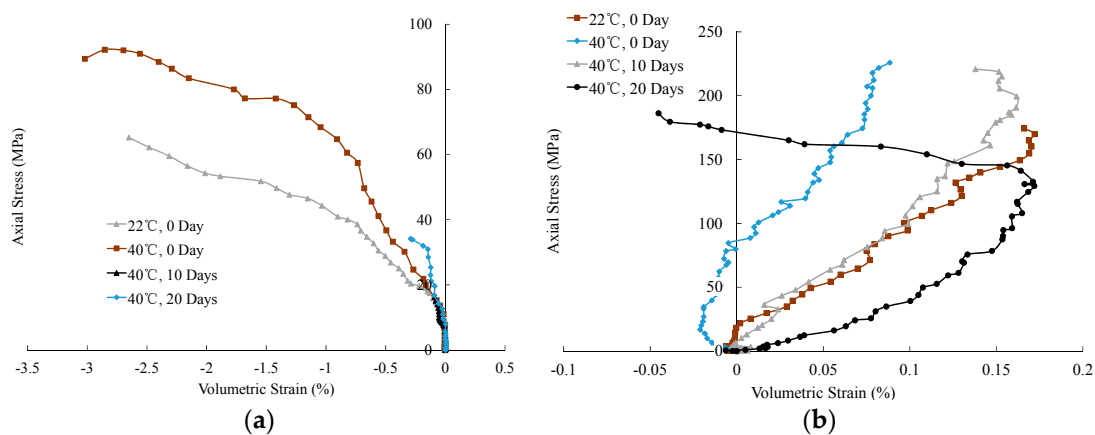 100
80
60
40
20
0
Axial Stress (MPa)
22℃, 0 Day
40℃, 0 Day
40℃, 10 Days
40℃, 20 Days
-3.5 -3 -2.5 -2 -1.5 -1 -0.5 0 0.5
Volumetric Strain (%)
(a)
250
200
150
100
50
0
Axial Stress (MPa)
22℃, 0 Day
40℃, 0 Day
40℃, 10 Days
40℃, 20 Days
-0.1 -0.05 0 0.05 0.1 0.15 0.2
Volumetric Strain (%)
(b)